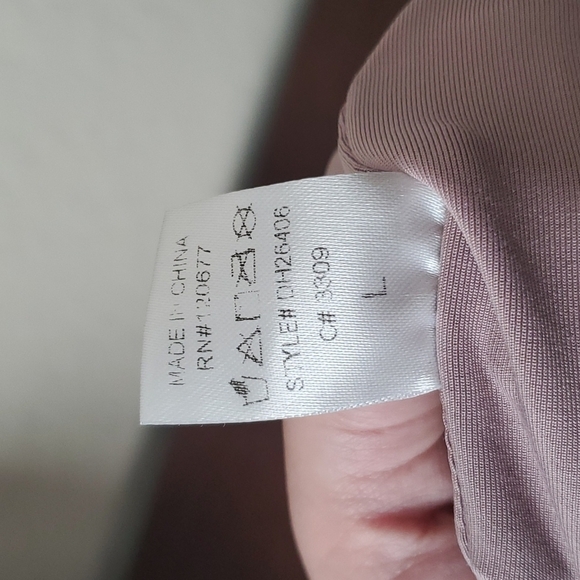 MADE IN CHINA
RN#120677
STYLE# DH26406
C# 3309
L